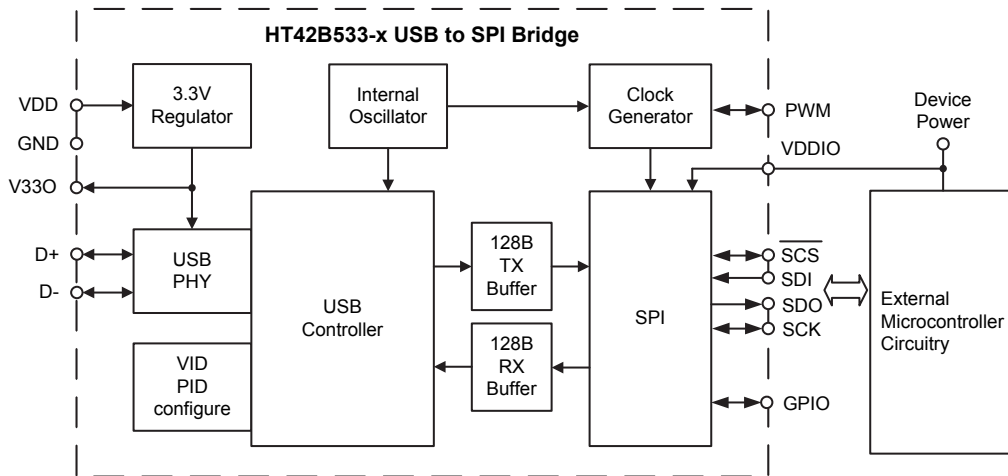 HT42B533-x USB to SPI Bridge
VDD
GND
V33O
D+
D-
3.3V
Regulator
Internal
Oscillator
Clock
Generator
PWM
VDDIO
Device
Power
USB
PHY
VID
PID
configure
USB
Controller
128B
TX
Buffer
128B
RX
Buffer
SPI
SCS
SDI
SDO
SCK
GPIO
External
Microcontroller
Circuitry